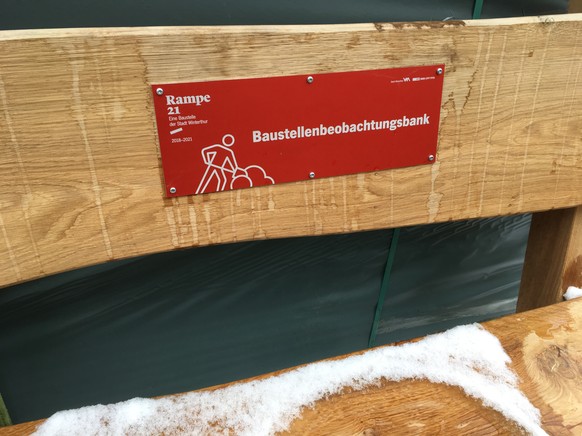 Rampe
21
Eine Baustelle
der Stadt Winterthur
2019–2021
Baustellenbeobachtungsbank